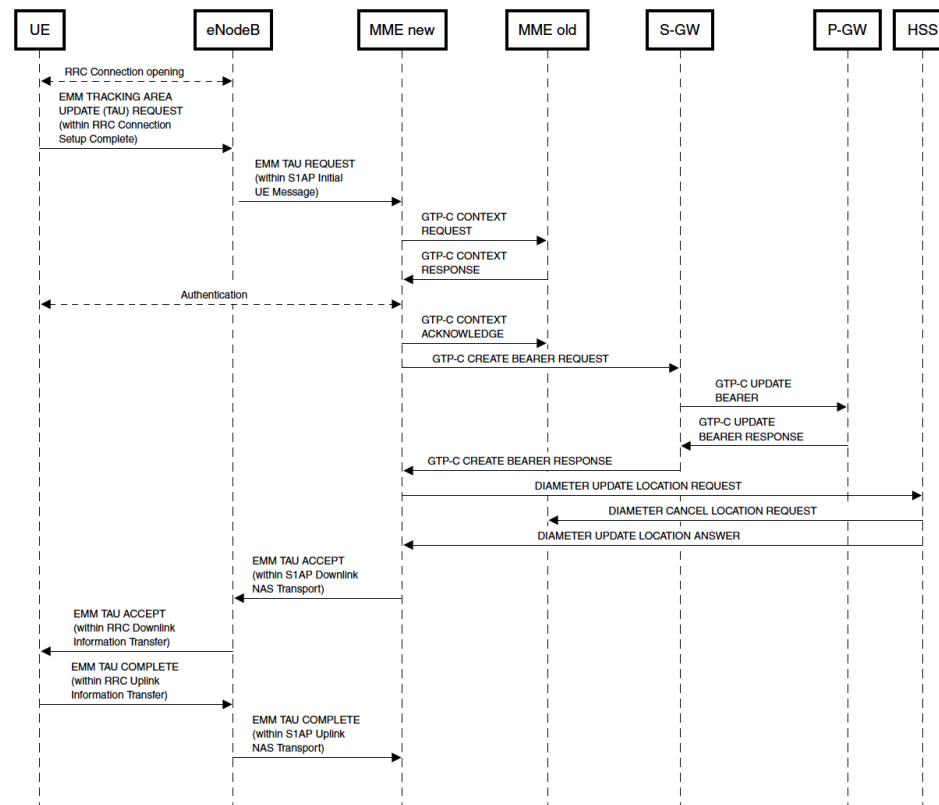 UE
eNodeB
MME new
MME old
S-GW
P-GW
HSS
RRC Connection opening
EMM TRACKING AREA
UPDATE (TAU) REQUEST
(within RRC Connection
Setup Complete)
EMM TAU REQUEST
(within S1AP Initial
UE Message)
GTP-C CONTEXT
REQUEST
GTP-C CONTEXT
RESPONSE
Authentication
GTP-C CONTEXT
ACKNOWLEDGE
GTP-C CREATE BEARER REQUEST
GTP-C UPDATE
BEARER
GTP-C UPDATE
BEARER RESPONSE
GTP-C CREATE BEARER RESPONSE
DIAMETER UPDATE LOCATION REQUEST
DIAMETER CANCEL LOCATION REQUEST
DIAMETER UPDATE LOCATION ANSWER
EMM TAU ACCEPT
(within S1AP Downlink
NAS Transport)
EMM TAU ACCEPT
(within RRC Downlink
Information Transfer)
EMM TAU COMPLETE
(within RRC Uplink
Information Transfer)
EMM TAU COMPLETE
(within S1AP Uplink
NAS Transport)